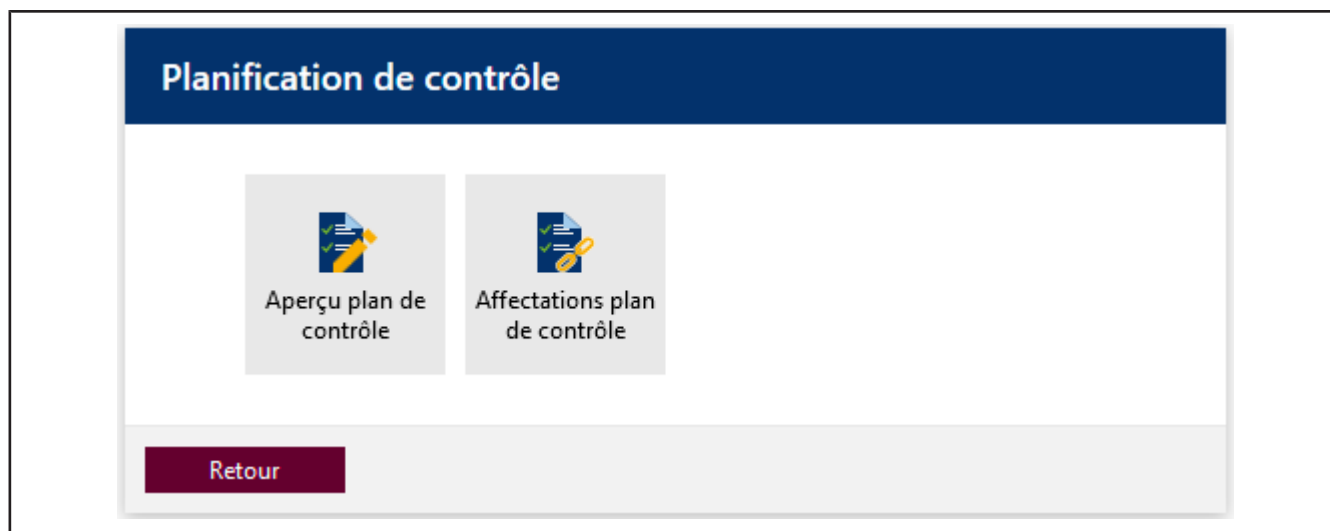 Planification de contrôle
Aperçu plan de
contrôle
Affectations plan
de contrôle
Retour